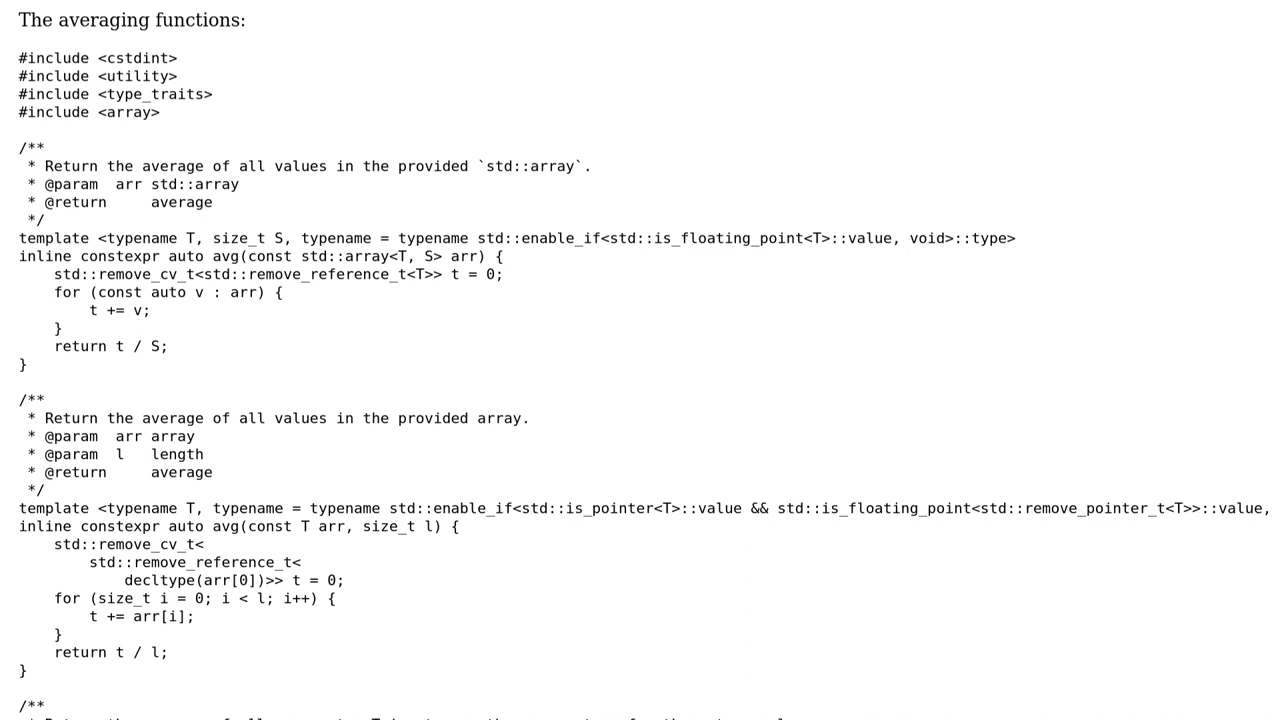 The averaging functions:
#include <cstdint>
#include <utility>
#include <type_traits>
#include <array>
/**
 * Return the average of all values in the provided `std::array`.
 * @param  arr std::array
 * @return     average
 */
template <typename T, size_t S, typename = typename std::enable_if<std::is_floating_point<T>::value, void>::type>
inline constexpr auto avg(const std::array<T, S> arr) {
    std::remove_cv_t<std::remove_reference_t<T>> t = 0;
    for (const auto v : arr) {
        t += v;
    }
    return t / S;
}
/**
 * Return the average of all values in the provided array.
 * @param  arr array
 * @param  l   length
 * @return     average
 */
template <typename T, typename = typename std::enable_if<std::is_pointer<T>::value && std::is_floating_point<std::remove_pointer_t<T>>::value,
inline constexpr auto avg(const T arr, size_t l) {
    std::remove_cv_t<
        std::remove_reference_t<
            decltype(arr[0])>> t = 0;
    for (size_t i = 0; i < l; i++) {
        t += arr[i];
    }
    return t / l;
}
/**